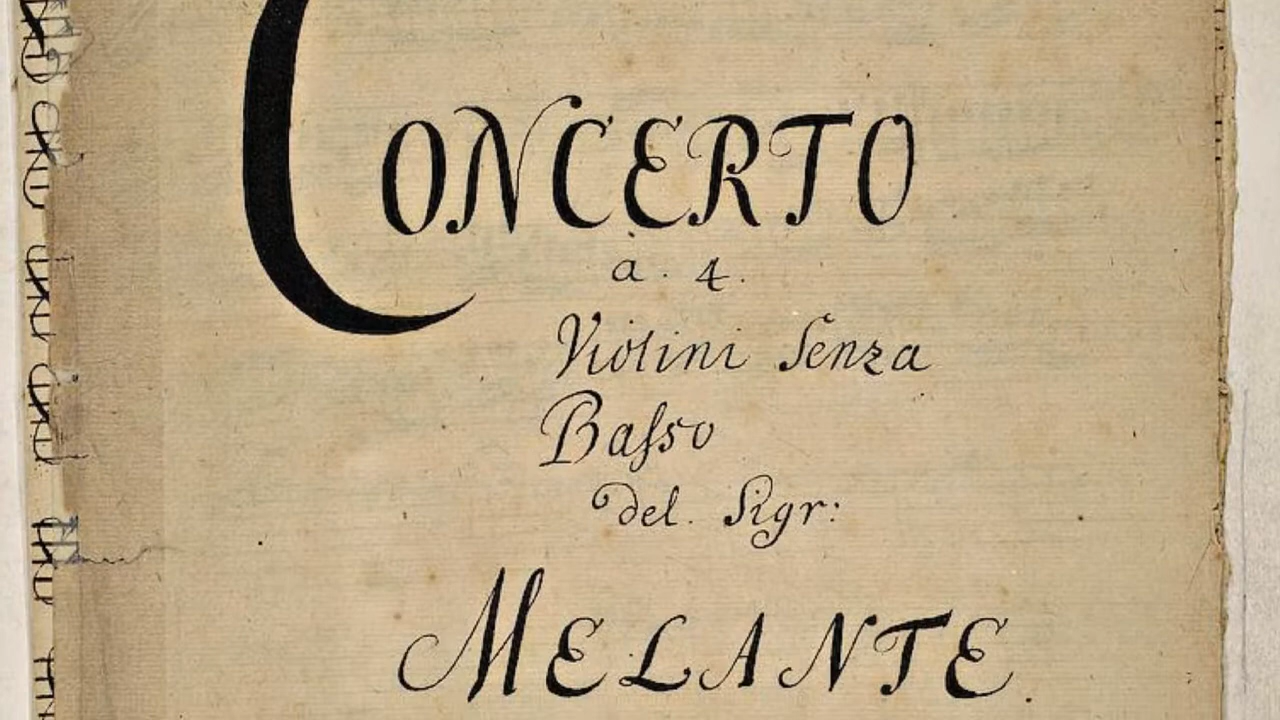 CONCERTO
à. 4.
Violini Senza
Baſso
del. Sigr:
MELANTE.